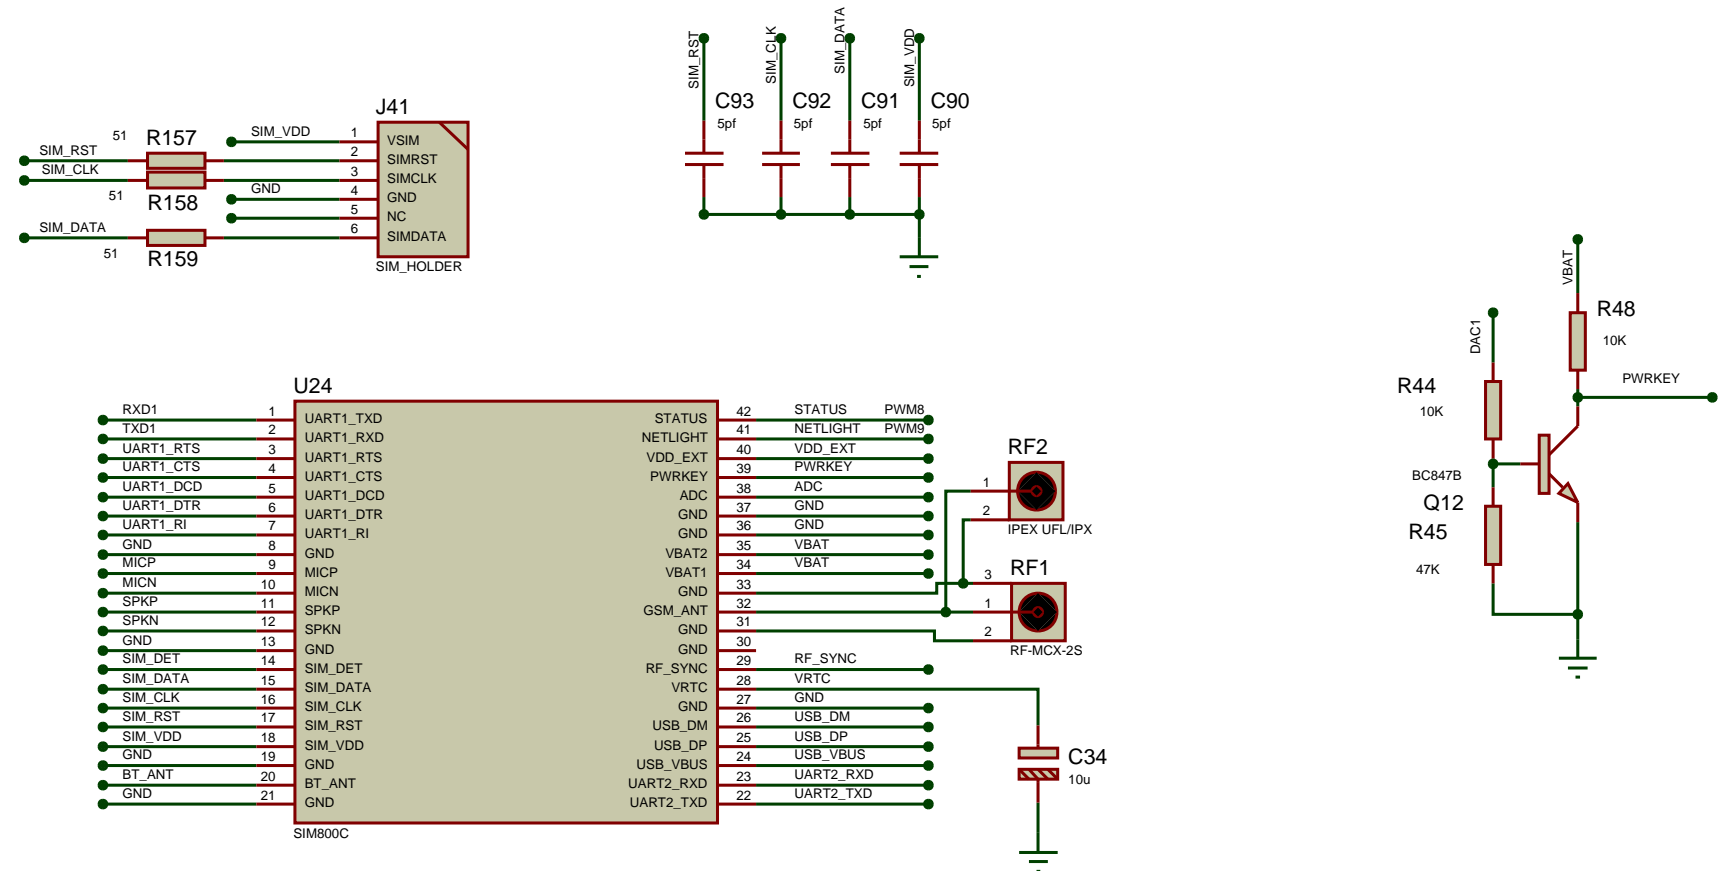 SIM_RST
SIM_CLK
SIM_DATA
SIM_VDD
C93
5pf
C92
5pf
C91
5pf
C90
5pf
J41
SIM_VDD 1 VSIM
51 R157
SIM_RST 2 SIMRST
SIM_CLK 3 SIMCLK
51 R158
GND 4 GND
5 NC
SIM_DATA 6 SIMDATA
51 R159
SIM_HOLDER
VBAT
R48
10K
DAC1
R44
10K
PWRKEY
BC847B
Q12
R45
47K
U24
RXD1 1 UART1_TXD STATUS 42 STATUS PWM8
TXD1 2 UART1_RXD NETLIGHT 41 NETLIGHT PWM9
UART1_RTS 3 UART1_RTS VDD_EXT 40 VDD_EXT
UART1_CTS 4 UART1_CTS PWRKEY 39 PWRKEY
UART1_DCD 5 UART1_DCD ADC 38 ADC
UART1_DTR 6 UART1_DTR GND 37 GND
UART1_RI 7 UART1_RI GND 36 GND
GND 8 GND VBAT2 35 VBAT
MICP 9 MICP VBAT1 34 VBAT
MICN 10 MICN GND 33
SPKP 11 SPKP GSM_ANT 32
SPKN 12 SPKN GND 31
GND 13 GND GND 30
SIM_DET 14 SIM_DET RF_SYNC 29 RF_SYNC
SIM_DATA 15 SIM_DATA VRTC 28 VRTC
SIM_CLK 16 SIM_CLK GND 27 GND
SIM_RST 17 SIM_RST USB_DM 26 USB_DM
SIM_VDD 18 SIM_VDD USB_DP 25 USB_DP
GND 19 GND USB_VBUS 24 USB_VBUS
BT_ANT 20 BT_ANT UART2_RXD 23 UART2_RXD
GND 21 GND UART2_TXD 22 UART2_TXD
SIM800C
RF2
1
2
IPEX UFL/IPX
RF1
3
1
2
RF-MCX-2S
C34
10u